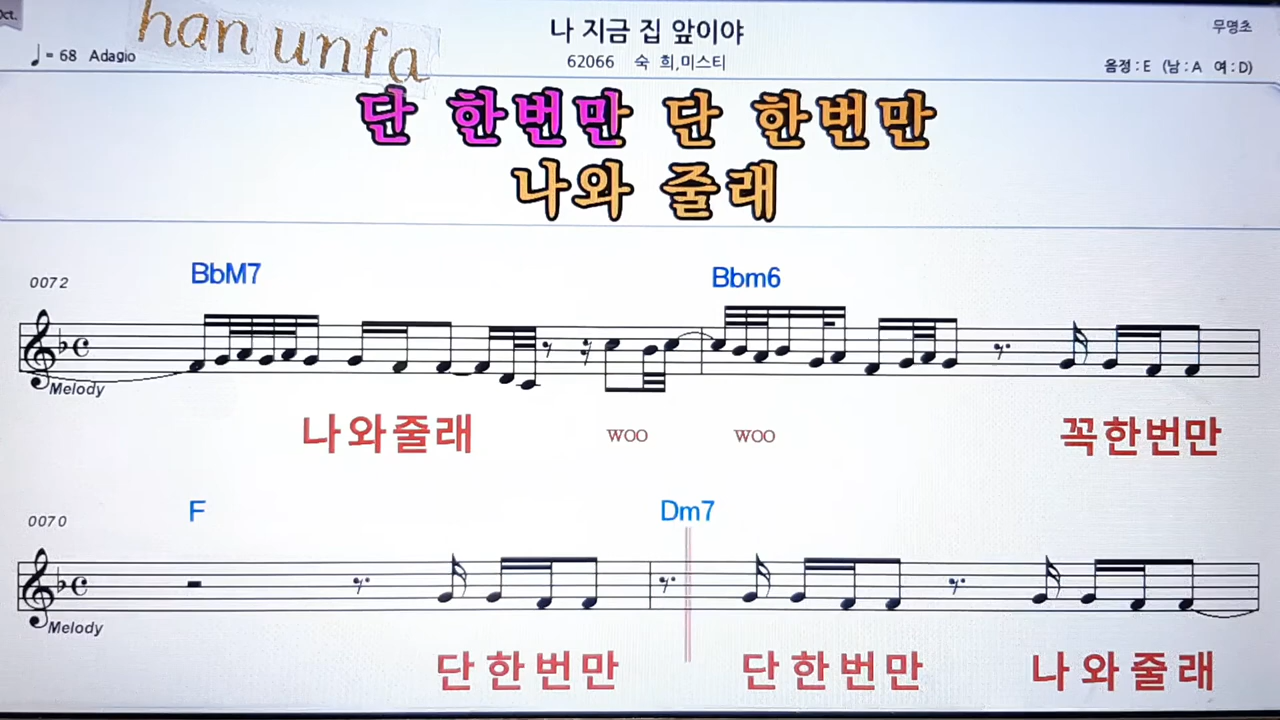 Oct.
han unfa
나 지금 집 앞이야
무명초
♩= 68 Adagio
62066 숙 희,미스티
음정 : E (남 : A 여 : D)
단 한번만 단 한번만
나와 줄래
0072
BbM7
Bbm6
Melody
나와줄래 woo woo 꼭한번만
0070
F
Dm7
Melody
단한번만 단한번만 나와줄래